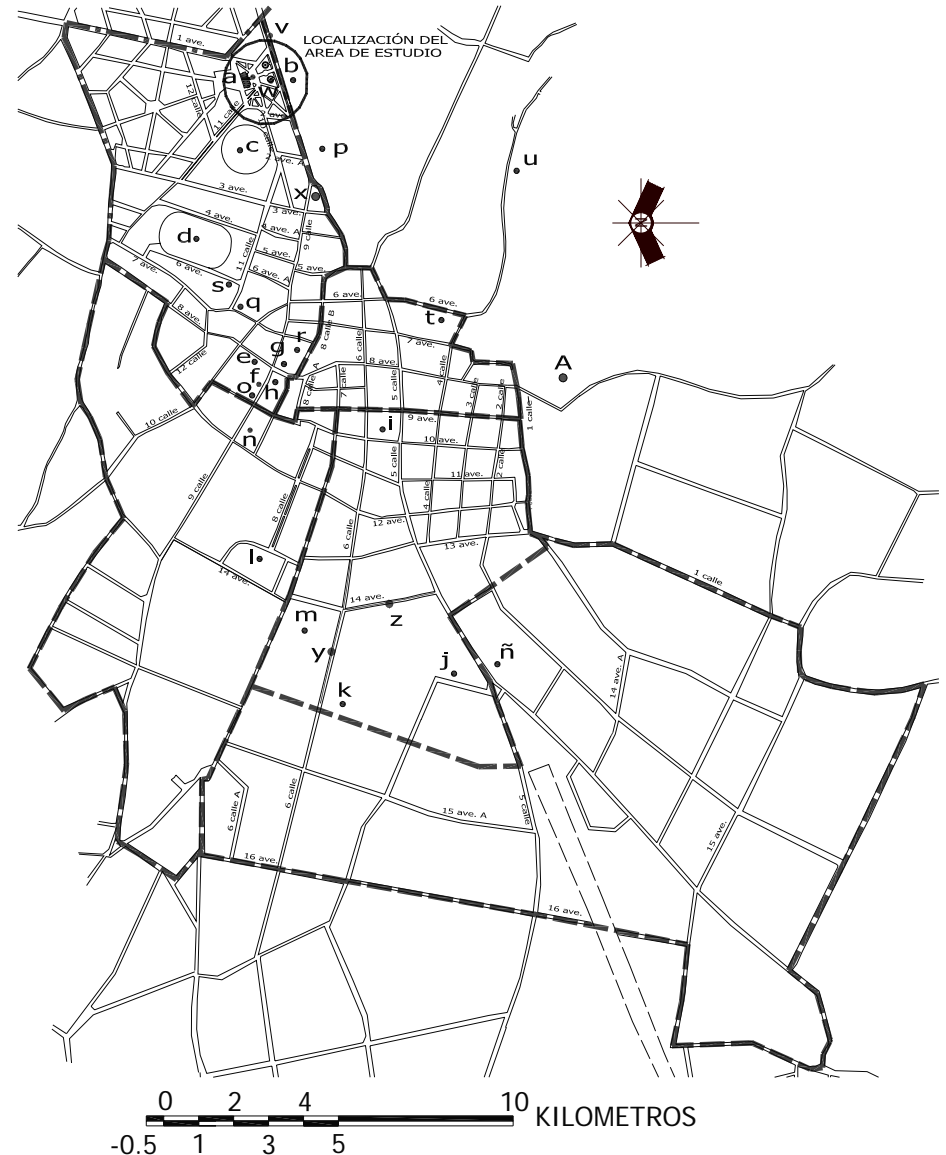 v
LOCALIZACIÓN DEL
AREA DE ESTUDIO
1 ave.
a
b
w
12 calle
11 calle
c
p
u
3 ave.
x
3 ave.
4 ave.
4 ave. A
9 calle
d
11 calle
5 ave.
7 ave.
6 ave.
6 ave. A
5 ave.
s
q
6 ave.
6 ave.
t
8 ave.
8 calle B
r
g
e
6 calle
7 ave.
12 calle
f
8 ave.
4 calle
A
o
h
8 calle A
7 calle
5 calle
3 calle
2 calle
1 calle
10 calle
n
i
9 ave.
10 ave.
9 calle
5 calle
11 ave.
2 calle
8 calle
4 calle
6 calle
12 ave.
13 ave.
l
14 ave.
1 calle
14 ave.
z
m
y
j
ñ
14 ave. A
k
6 calle
6 calle A
15 ave. A
5 calle
15 ave.
16 ave.
16 ave.
0 2 4 10 KILOMETROS
-0.5 1 3 5